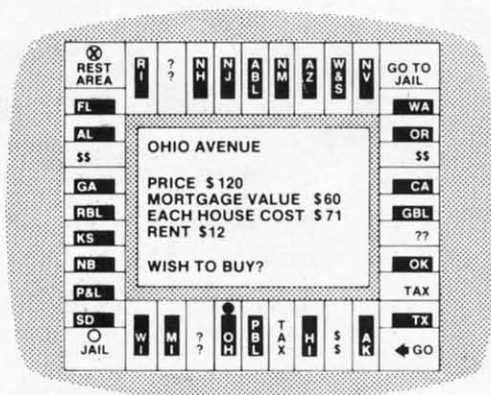 REST AREA
RI
??
NH
NJ
ABL
NM
AZ
W&S
NV
GO TO JAIL
FL
AL
$$
GA
RBL
KS
NB
P&L
SD
JAIL
OHIO AVENUE
PRICE $120
MORTGAGE VALUE $60
EACH HOUSE COST $71
RENT $12
WISH TO BUY?
WA
OR
$$
CA
GBL
??
OK
TAX
TX
WI
MI
??
OH
PBL
TAX
HI
$$
AK
GO